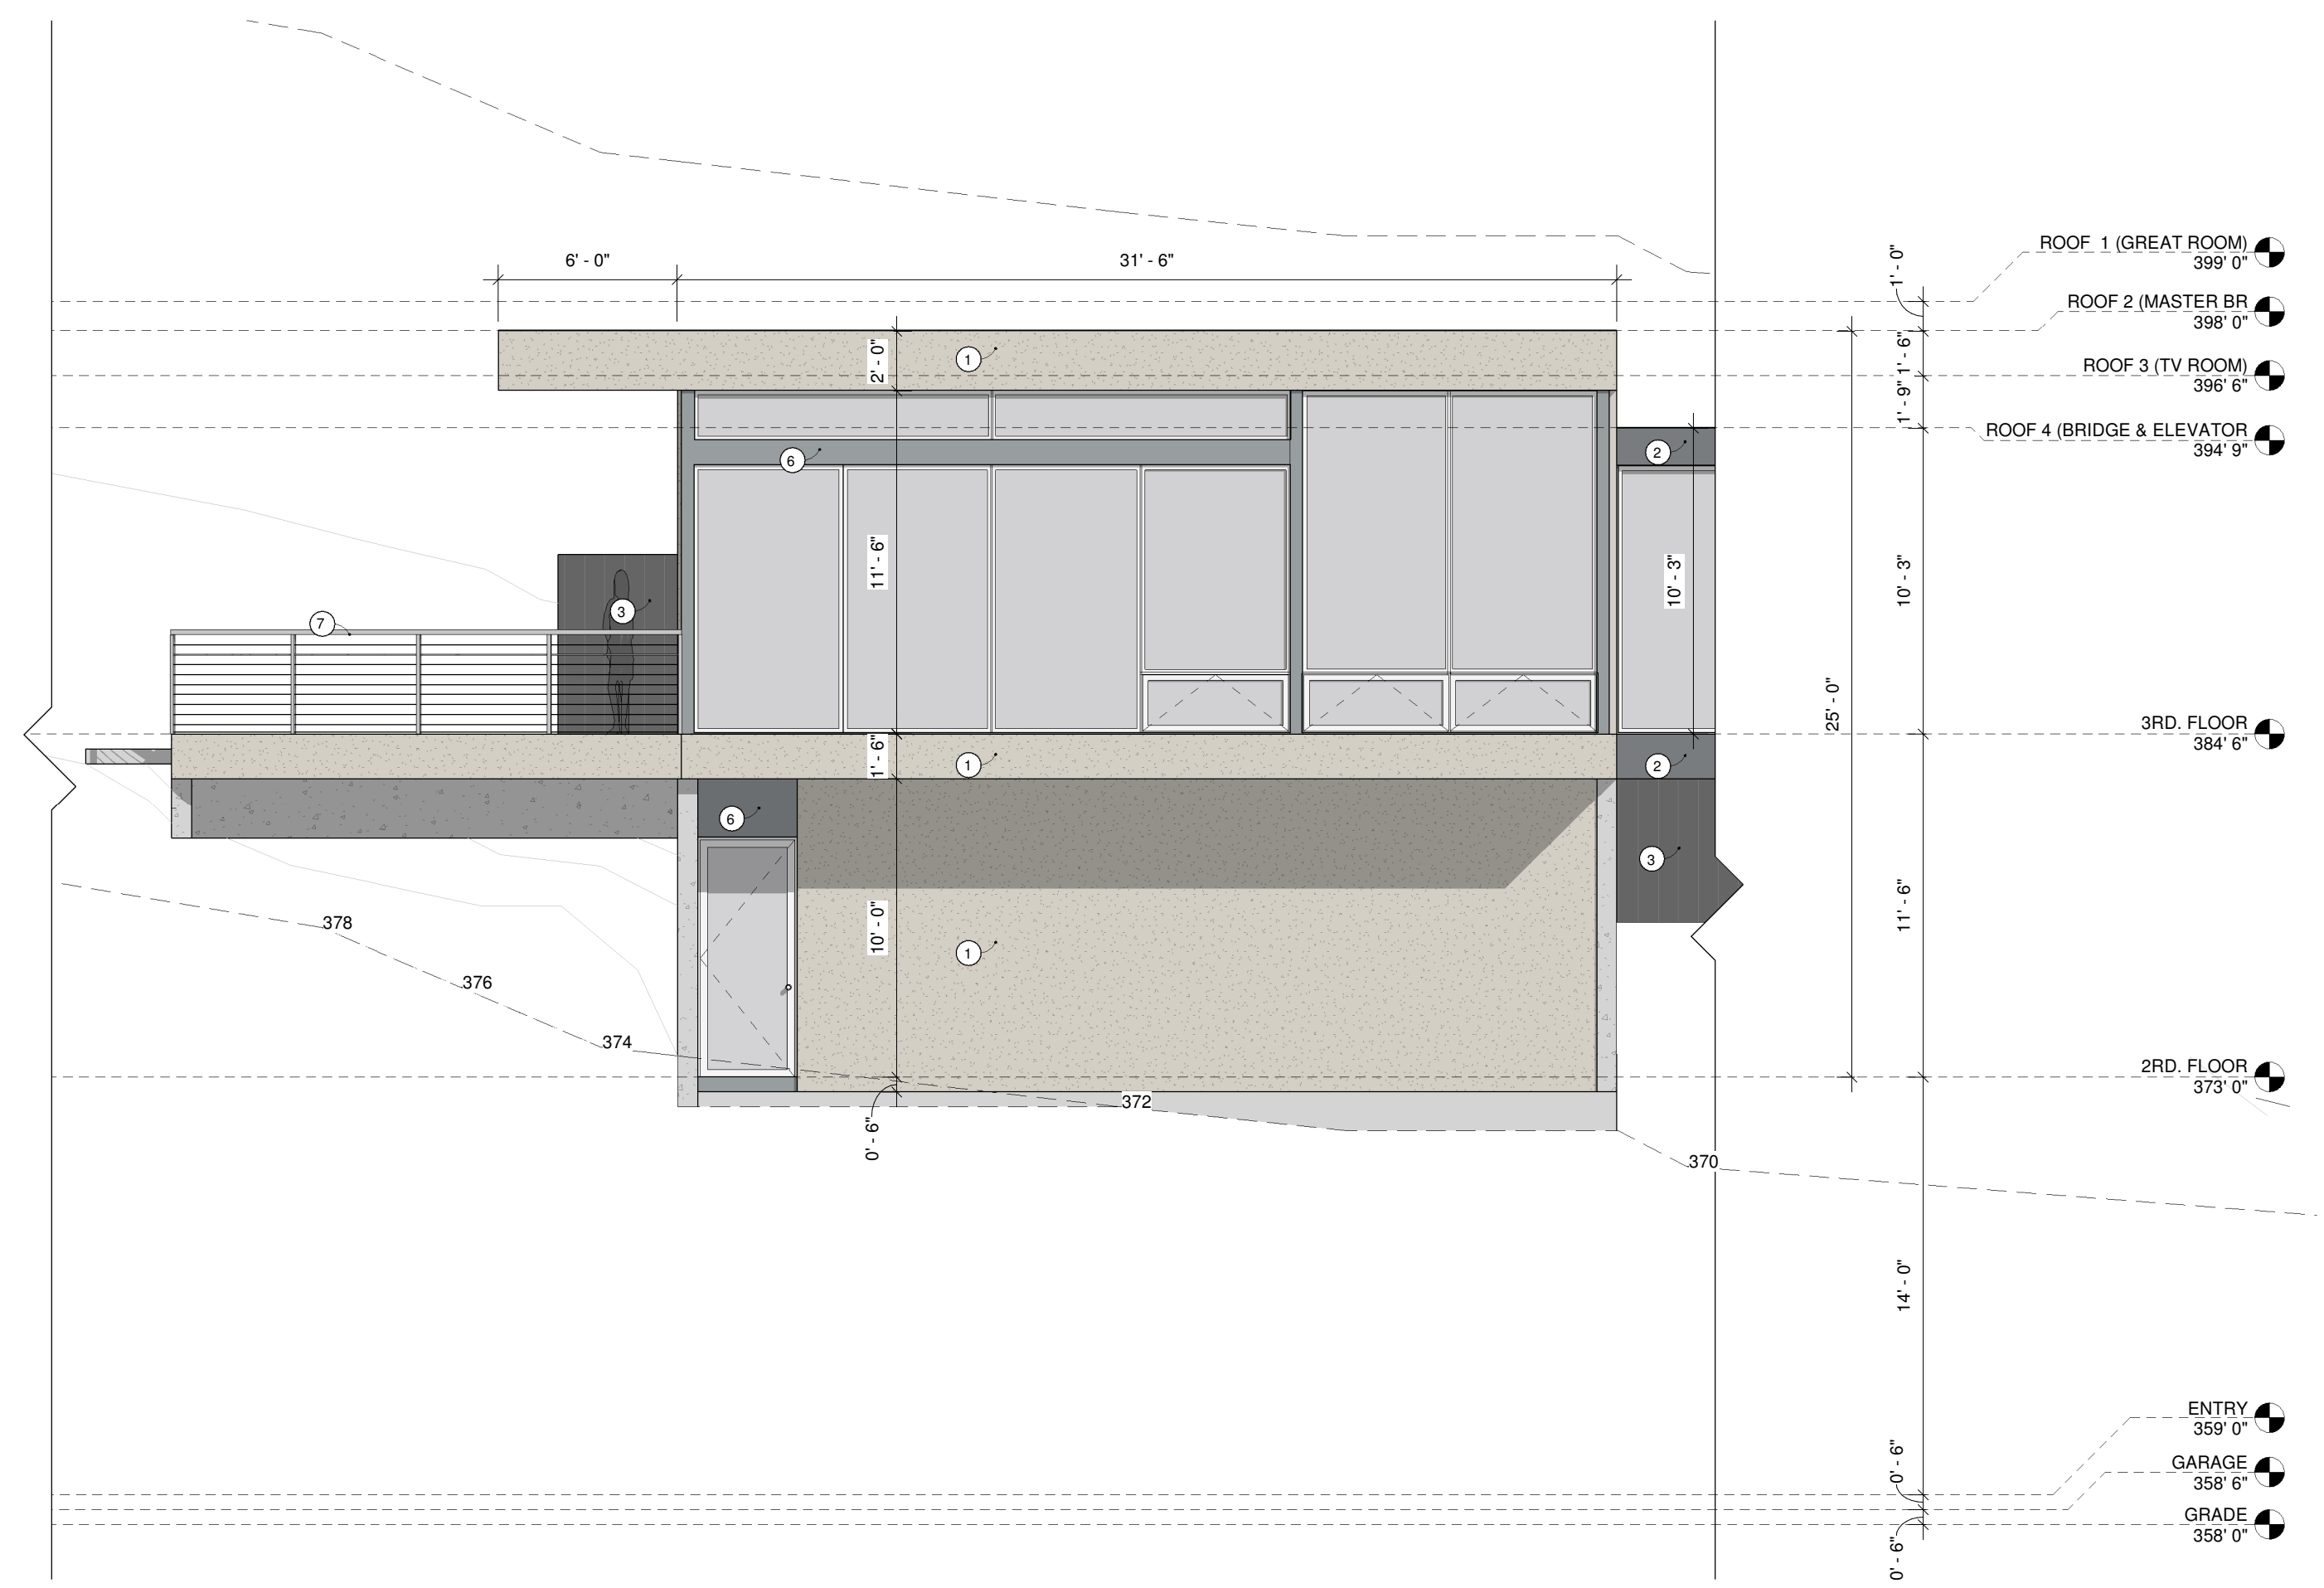 6' - 0"
31' - 6"
1' - 0"
ROOF  1 (GREAT ROOM)
399' 0"
ROOF 2 (MASTER BR
398' 0"
2' - 0"
1
1' - 6"
ROOF 3 (TV ROOM)
396' 6"
1' - 9"
ROOF 4 (BRIDGE & ELEVATOR
394' 9"
6
2
11' - 6"
10' - 3"
10' - 3"
3
7
25' - 0"
3RD. FLOOR
384' 6"
1' - 6"
1
2
6
3
378
10' - 0"
1
11' - 6"
376
374
2RD. FLOOR
373' 0"
372
0' - 6"
370
14' - 0"
ENTRY
359' 0"
0' - 6"
GARAGE
358' 6"
GRADE
358' 0"
0' - 6"